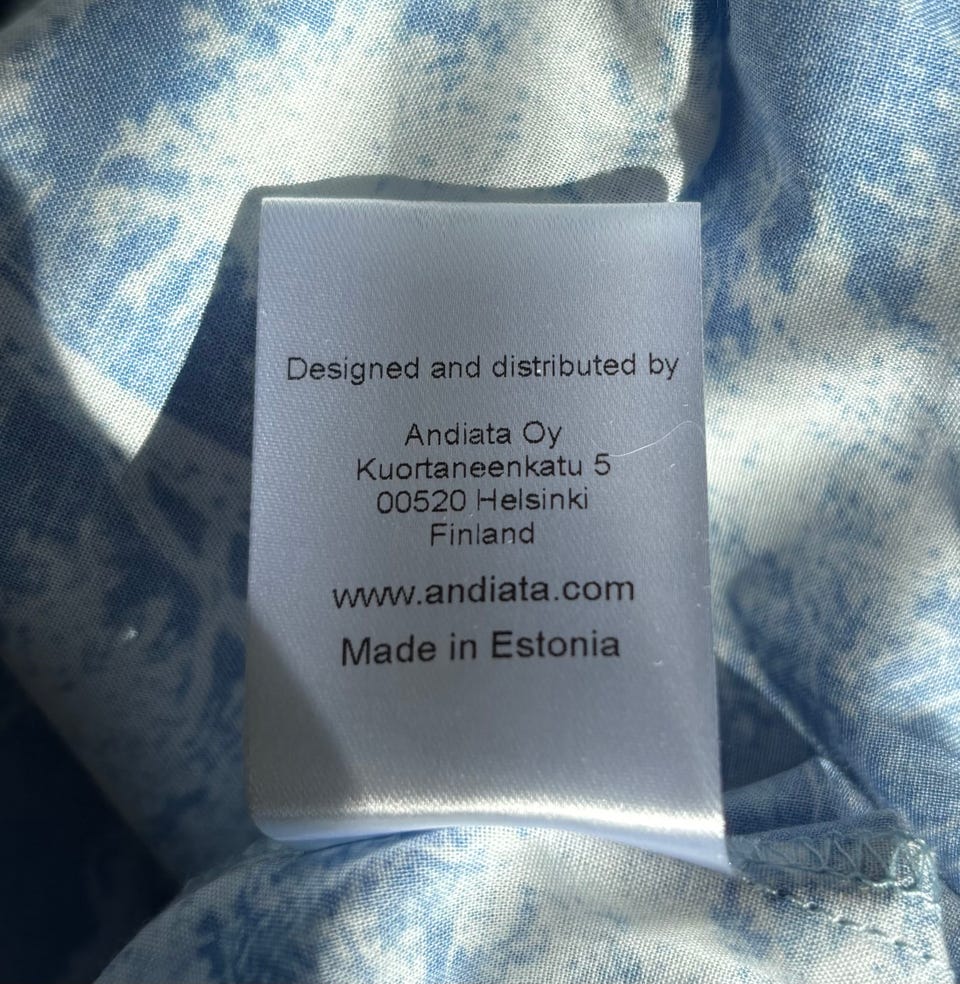 Designed and distributed by
Andiata Oy
Kuortaneenkatu 5
00520 Helsinki
Finland
www.andiata.com
Made in Estonia